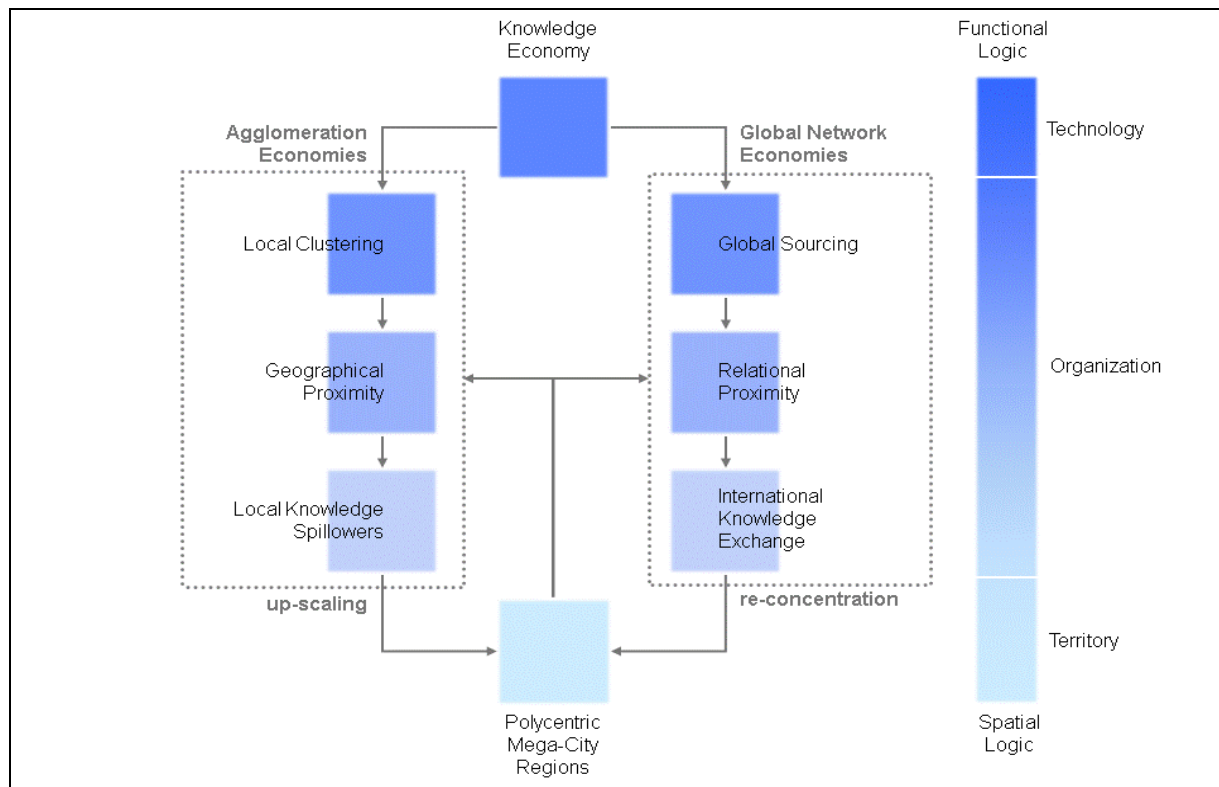 Knowledge
Economy
Functional
Logic
Agglomeration
Economies
Global Network
Economies
Technology
Local Clustering
Global Sourcing
Geographical
Proximity
Relational
Proximity
Organization
Local Knowledge
Spillowers
International
Knowledge
Exchange
up-scaling
re-concentration
Territory
Polycentric
Mega-City
Regions
Spatial
Logic